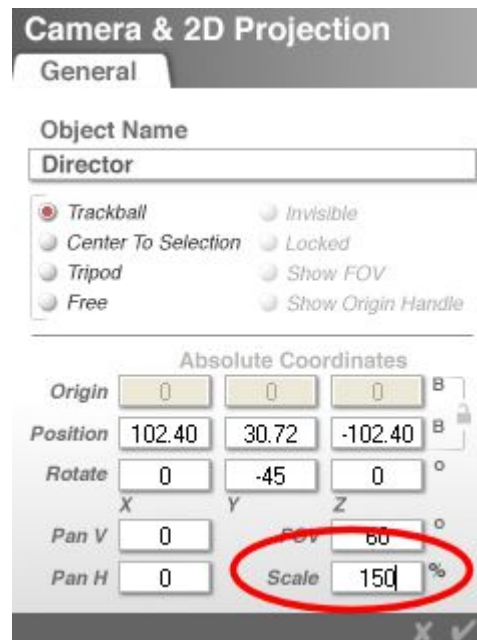 Camera & 2D Projection
General
Object Name
Director
Trackball Invisible
Center To Selection Locked
Tripod Show FOV
Free Show Origin Handle
Absolute Coordinates
Origin 0 0 0 B
Position 102.40 30.72 -102.40 B
Rotate 0 -45 0 °
X Y Z
Pan V 0 FOV 60 °
Pan H 0 Scale 150 %